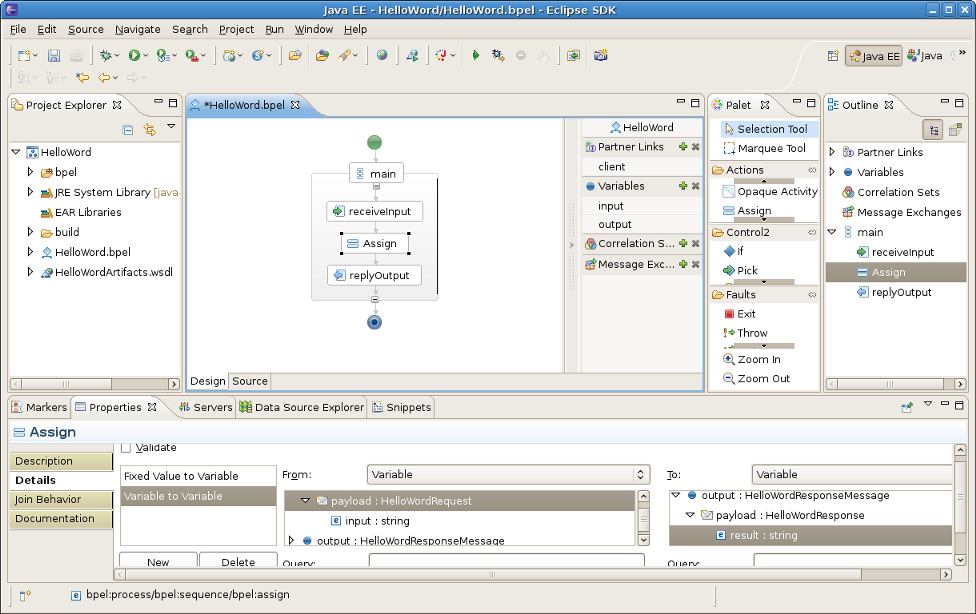 Java EE - HelloWord/HelloWord.bpel - Eclipse SDK
File Edit Source Navigate Search Project Run Window Help
Java EE Java »
Project Explorer
HelloWord
bpel
JRE System Library [java-
EAR Libraries
build
HelloWord.bpel
HelloWordArtifacts.wsdl
*HelloWord.bpel
main
receiveInput
Assign
replyOutput
Design Source
HelloWord
Partner Links
client
Variables
input
output
Correlation S...
Message Exc...
Palet
Selection Tool
Marquee Tool
Actions
Opaque Activity
Assign
Control2
If
Pick
Faults
Exit
Throw
Zoom In
Zoom Out
Outline
Partner Links
Variables
Correlation Sets
Message Exchanges
main
receiveInput
Assign
replyOutput
Markers Properties Servers Data Source Explorer Snippets
Assign
Description
Details
Join Behavior
Documentation
Validate
Fixed Value to Variable
Variable to Variable
New Delete
From: Variable
payload : HelloWordRequest
input : string
output : HelloWordResponseMessage
Query:
To: Variable
output : HelloWordResponseMessage
payload : HelloWordResponse
result : string
Query:
bpel:process/bpel:sequence/bpel:assign